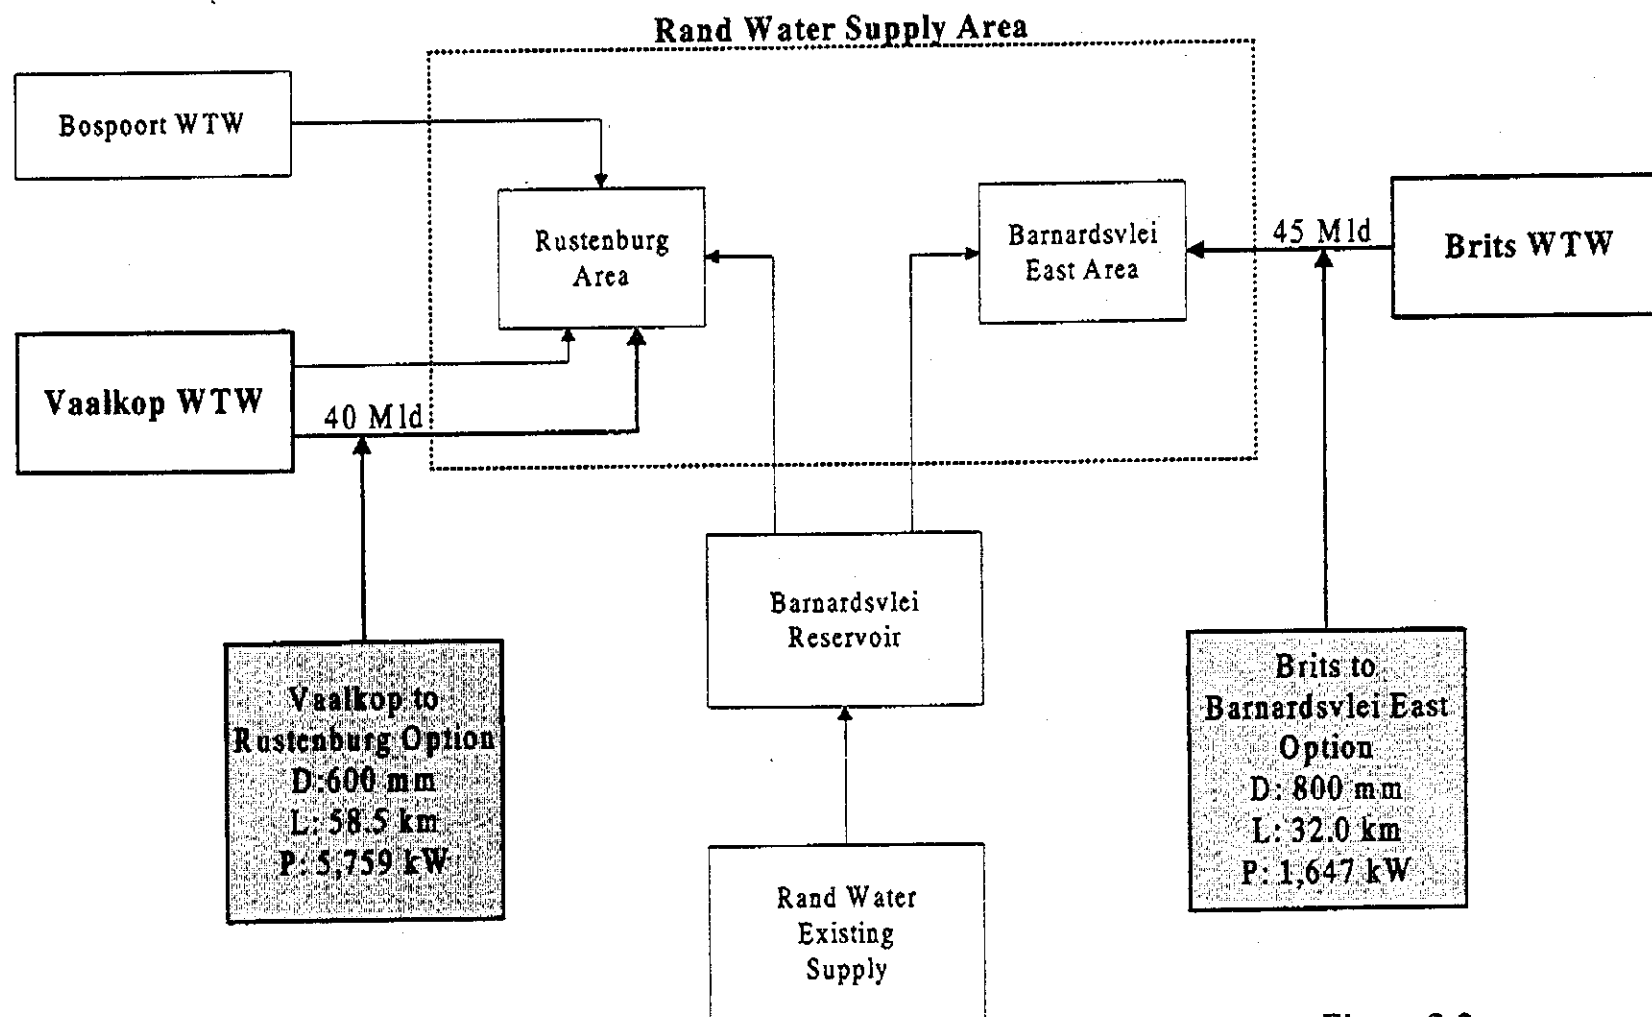 Rand Water Supply Area
Bospoort WTW
Rustenburg
Area
Barnardsvlei
East Area
45 Mld
Brits WTW
Vaalkop WTW
40 Mld
Barnardsvlei
Reservoir
Vaalkop to
Rustenburg Option
D:600 mm
L: 58.5 km
P: 5,759 kW
Brits to
Barnardsvlei East
Option
D: 800 mm
L: 32.0 km
P: 1,647 kW
Rand Water
Existing
Supply